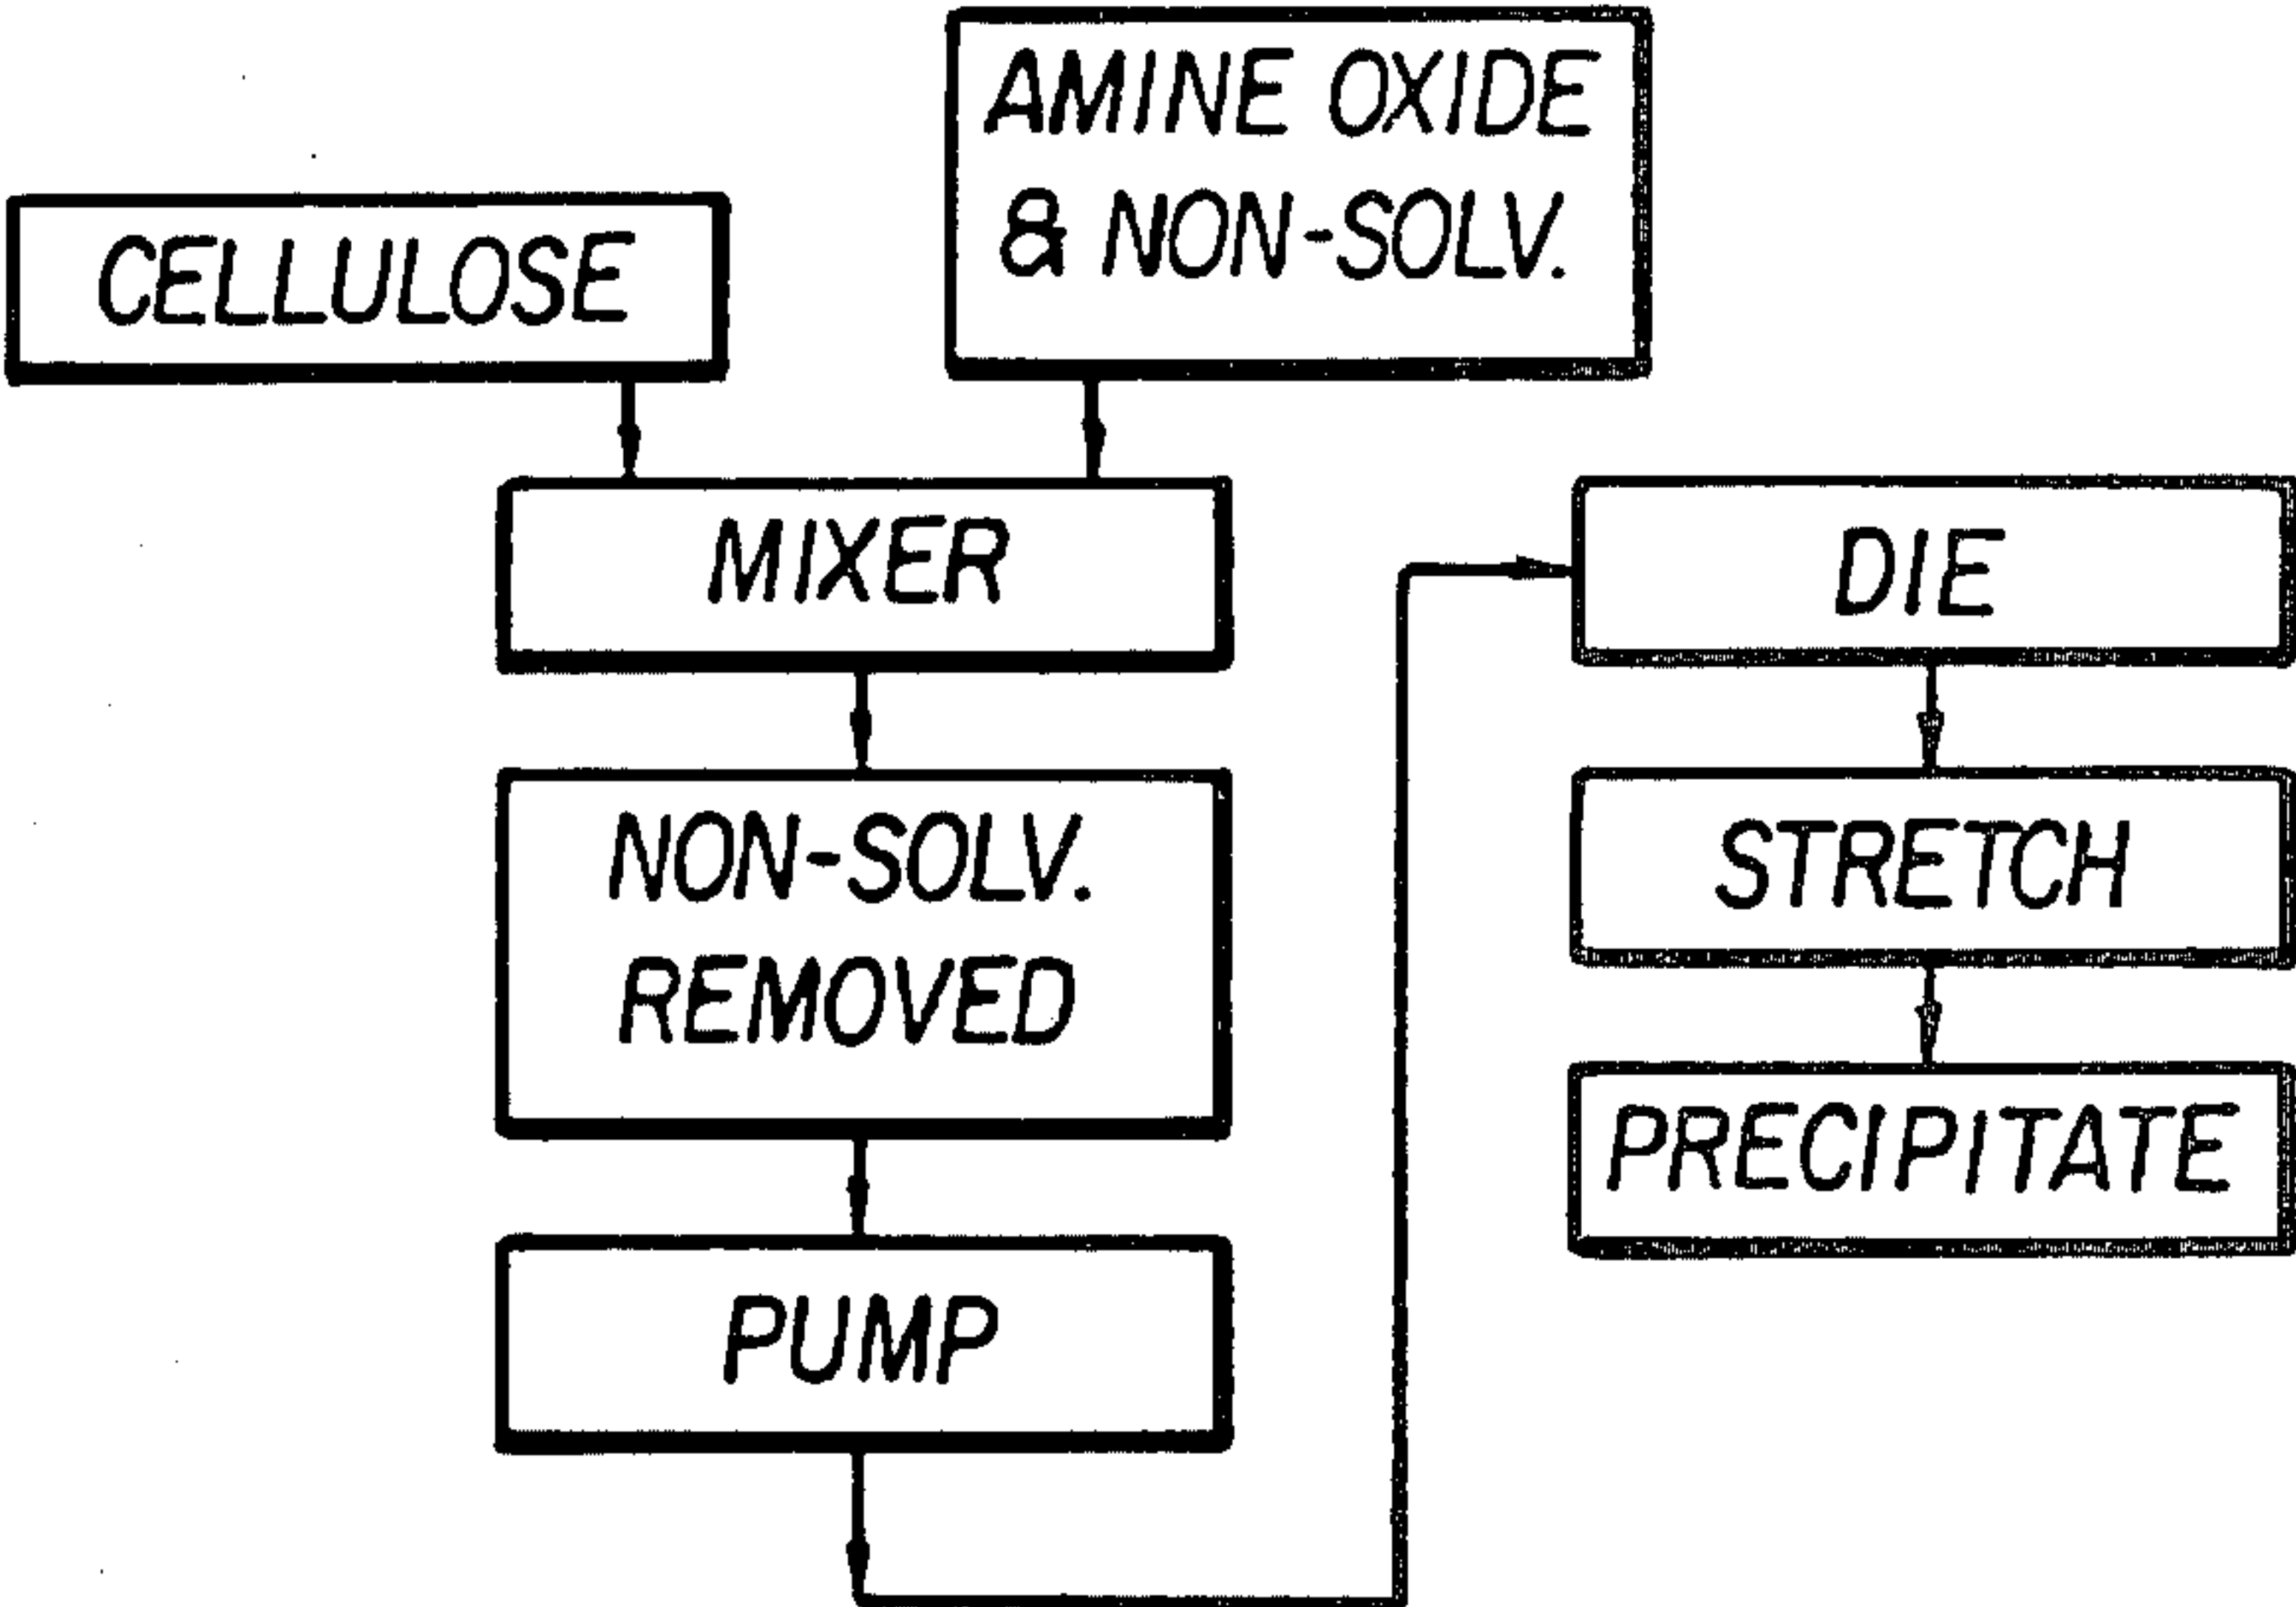 CELLULOSE
AMINE OXIDE
& NON-SOLV.
MIXER
NON-SOLV.
REMOVED
PUMP
DIE
STRETCH
PRECIPITATE